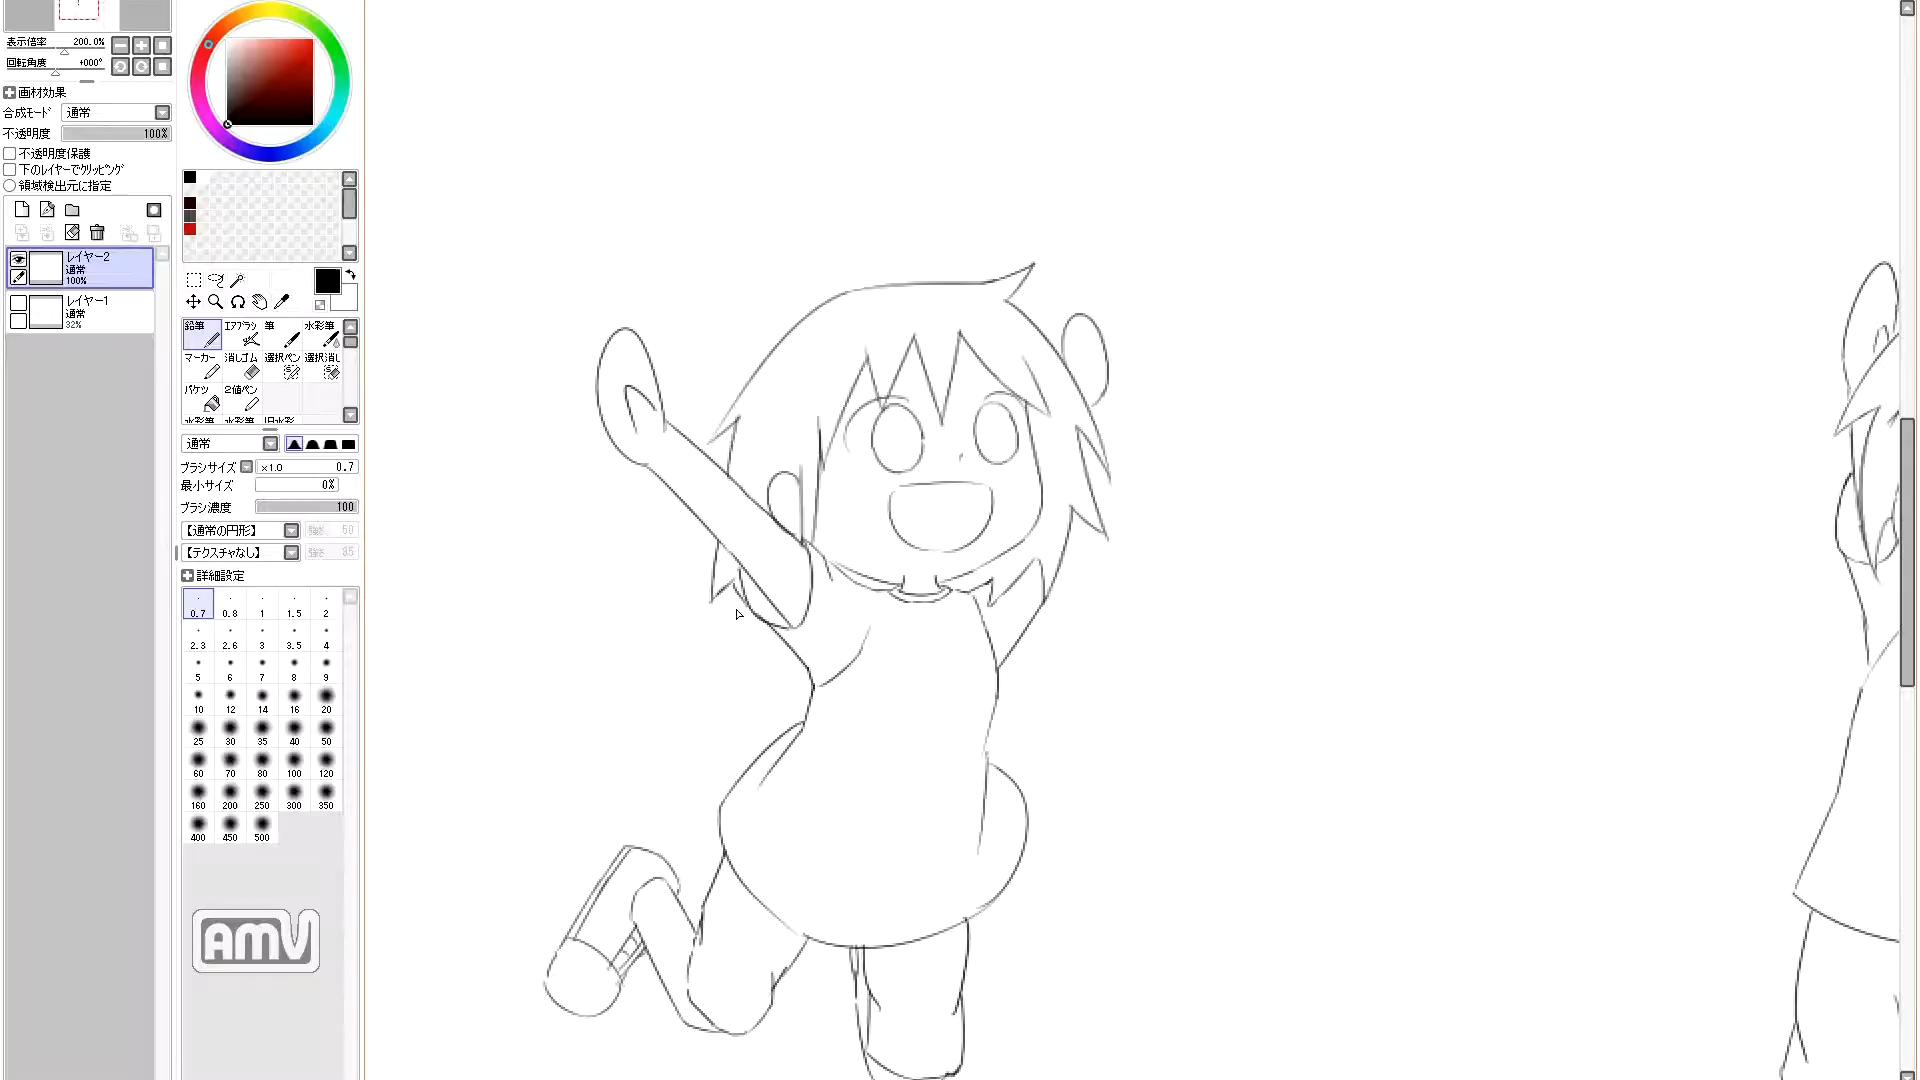 表示倍率 200.0%
回転角度 +000°
画材効果
合成モード 通常
不透明度 100%
不透明度保護
下のレイヤーでクリッピング
領域検出元に指定
レイヤー2
通常
100%
レイヤー1
通常
32%
鉛筆 エアブラシ 筆 水彩筆
マーカー 消しゴム 選択ペン 選択消し
バケツ 2値ペン
水彩筆 水彩筆 旧水彩
通常
ブラシサイズ ×1.0 0.7
最小サイズ 0%
ブラシ濃度 100
【通常の円形】 強さ 50
【テクスチャなし】 強さ 95
詳細設定
0.7 0.8 1 1.5 2
2.3 2.6 3 3.5 4
5 6 7 8 9
10 12 14 16 20
25 30 35 40 50
60 70 80 100 120
160 200 250 300 350
400 450 500
AMV